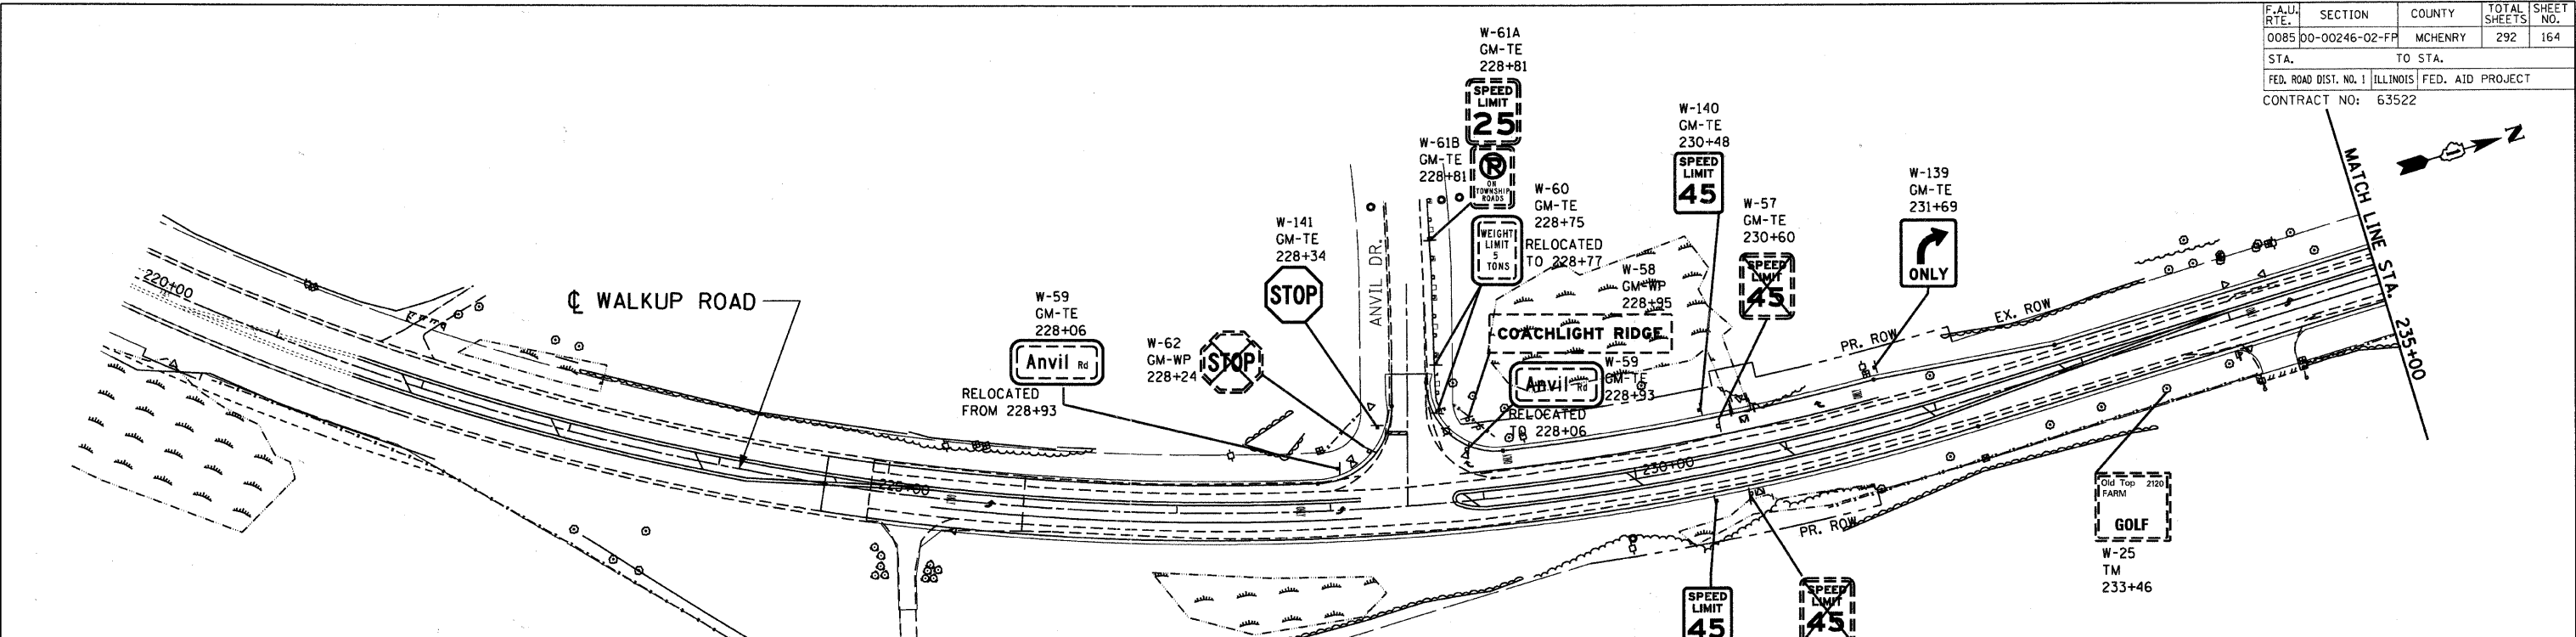 F.A.U. RTE. SECTION COUNTY TOTAL SHEETS SHEET NO.
0085 00-00246-02-FP MCHENRY 292 164
STA. TO STA.
FED. ROAD DIST. NO. 1 ILLINOIS FED. AID PROJECT
CONTRACT NO: 63522
N
MATCH LINE STA. 235+00
W-61A
GM-TE
228+81
SPEED
LIMIT
25
W-61B
GM-TE
228+81
P
ON
TOWNSHIP
ROADS
W-60
GM-TE
228+75
RELOCATED
TO 228+77
WEIGHT
LIMIT
5
TONS
W-140
GM-TE
230+48
SPEED
LIMIT
45
W-57
GM-TE
230+60
SPEED
LIMIT
45
W-139
GM-TE
231+69
ONLY
W-141
GM-TE
228+34
STOP
ANVIL DR.
W-58
GM-WP
228+95
COACHLIGHT RIDGE
W-59
GM-TE
228+93
Anvil Rd
RELOCATED
TO 228+06
W-59
GM-TE
228+06
Anvil Rd
RELOCATED
FROM 228+93
W-62
GM-WP
228+24
STOP
220+00
℄ WALKUP ROAD
225+00
230+00
PR. ROW
EX. ROW
PR. ROW
Old Top 2120
FARM
GOLF
W-25
TM
233+46
SPEED
LIMIT
45
SPEED
LIMIT
45